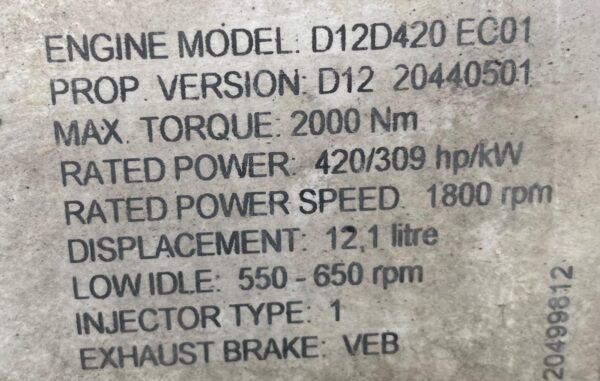 ENGINE MODEL: D12D420 EC01
PROP. VERSION: D12 20440501
MAX. TORQUE: 2000 Nm
RATED POWER: 420/309 hp/kW
RATED POWER SPEED: 1800 rpm
DISPLACEMENT: 12,1 litre
LOW IDLE: 550 - 650 rpm
INJECTOR TYPE: 1
EXHAUST BRAKE: VEB
20499612